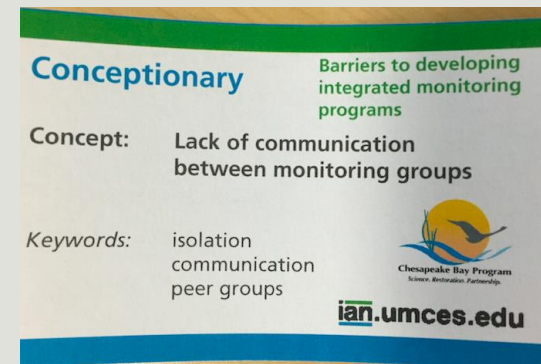 Conceptionary
Barriers to developing
integrated monitoring
programs
Concept:
Lack of communication
between monitoring groups
Keywords:
isolation
communication
peer groups
Chesapeake Bay Program
Science. Restoration. Partnership.
ian.umces.edu